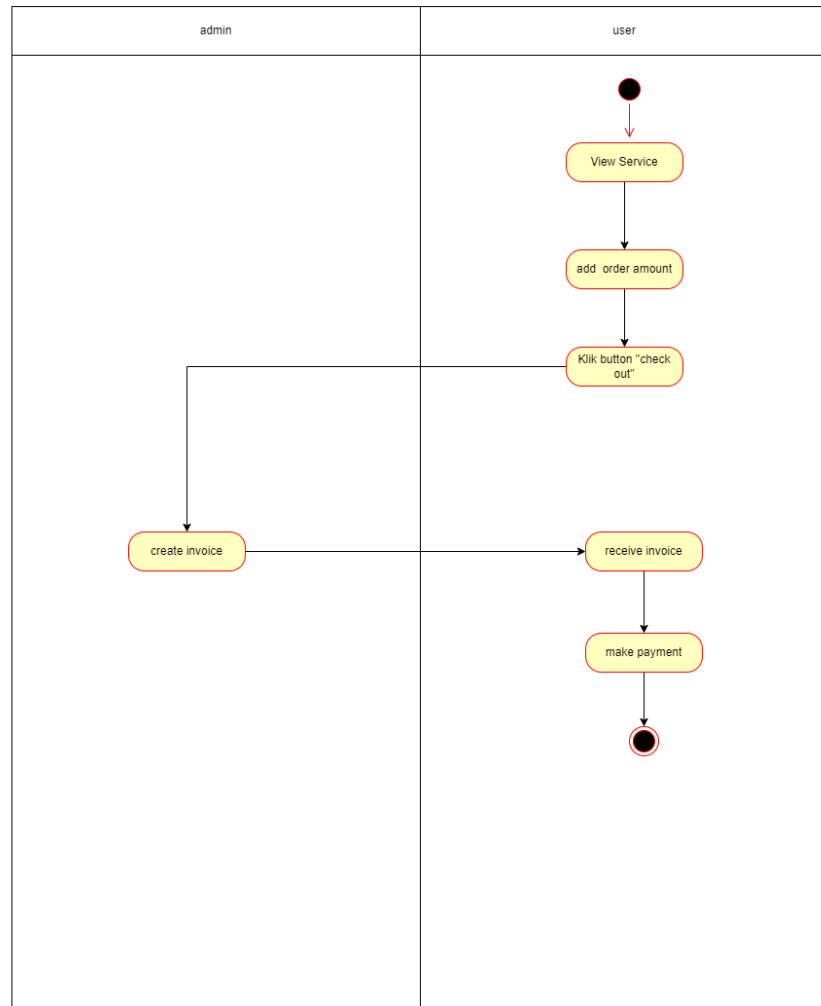 admin
user
View Service
add  order amount
Klik button "check
out"
create invoice
receive invoice
make payment